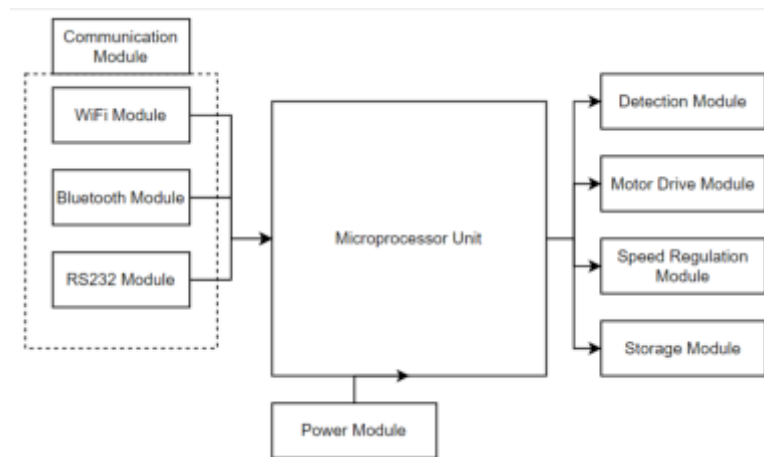 Communication
Module
WiFi Module
Bluetooth Module
RS232 Module
Microprocessor Unit
Power Module
Detection Module
Motor Drive Module
Speed Regulation
Module
Storage Module